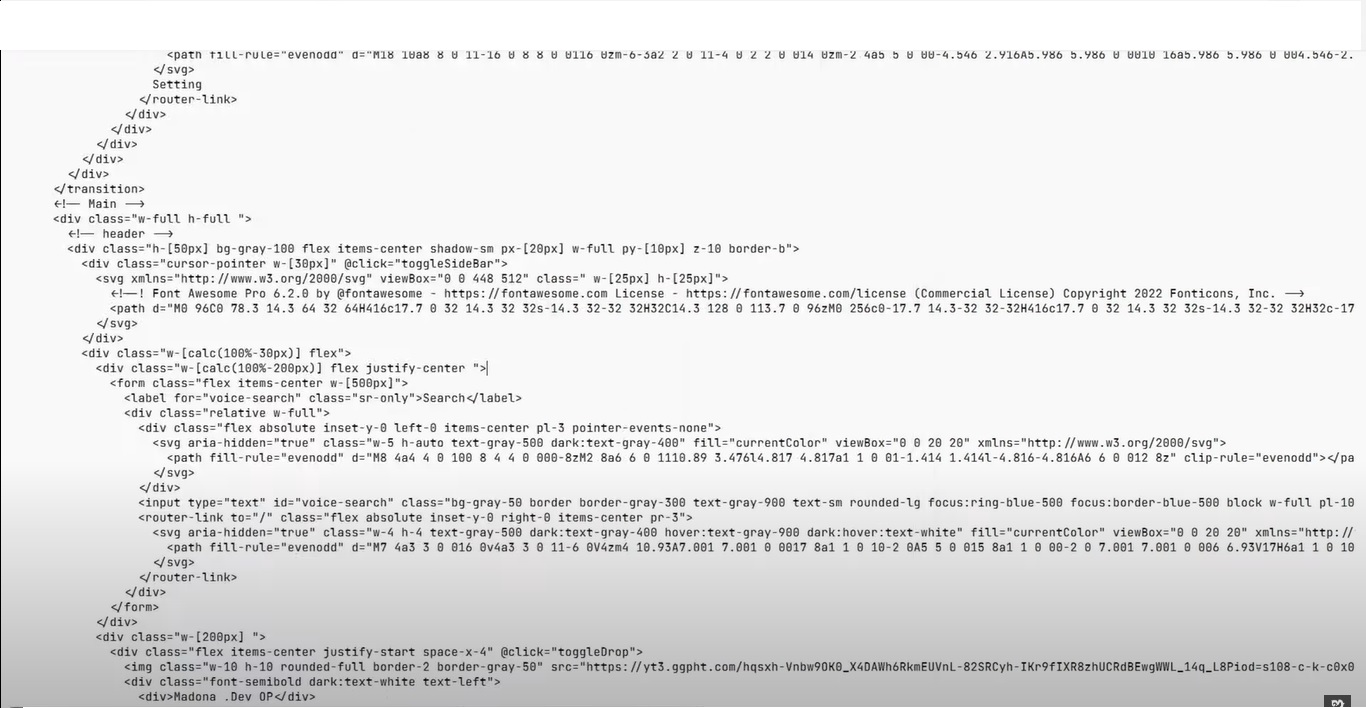 <path fill-rule="evenodd" d="M18 10a8 8 0 11-16 0 8 8 0 0116 0zm-6-3a2 2 0 11-4 0 2 2 0 014 0zm-2 4a5 5 0 00-4.546 2.916A5.986 5.986 0 0010 16a5.986 5.986 0 004.546-2.
</svg>
Setting
</router-link>
</div>
</div>
</div>
</div>
</div>
</transition>
<!-- Main -->
<div class="w-full h-full ">
<!-- header -->
<div class="h-[50px] bg-gray-100 flex items-center shadow-sm px-[20px] w-full py-[10px] z-10 border-b">
<div class="cursor-pointer w-[30px]" @click="toggleSideBar">
<svg xmlns="http://www.w3.org/2000/svg" viewBox="0 0 448 512" class=" w-[25px] h-[25px]">
<!--! Font Awesome Pro 6.2.0 by @fontawesome - https://fontawesome.com License - https://fontawesome.com/license (Commercial License) Copyright 2022 Fonticons, Inc. -->
<path d="M0 96C0 78.3 14.3 64 32 64H416c17.7 0 32 14.3 32 32s-14.3 32-32 32H32C14.3 128 0 113.7 0 96zM0 256c0-17.7 14.3-32 32-32H416c17.7 0 32 14.3 32 32s-14.3 32-32 32H32c-17
</svg>
</div>
<div class="w-[calc(100%-30px)] flex">
<div class="w-[calc(100%-200px)] flex justify-center ">
<form class="flex items-center w-[500px]">
<label for="voice-search" class="sr-only">Search</label>
<div class="relative w-full">
<div class="flex absolute inset-y-0 left-0 items-center pl-3 pointer-events-none">
<svg aria-hidden="true" class="w-5 h-auto text-gray-500 dark:text-gray-400" fill="currentColor" viewBox="0 0 20 20" xmlns="http://www.w3.org/2000/svg">
<path fill-rule="evenodd" d="M8 4a4 4 0 100 8 4 4 0 000-8zM2 8a6 6 0 1110.89 3.476l4.817 4.817a1 1 0 01-1.414 1.414l-4.816-4.816A6 6 0 012 8z" clip-rule="evenodd"></pa
</svg>
</div>
<input type="text" id="voice-search" class="bg-gray-50 border border-gray-300 text-gray-900 text-sm rounded-lg focus:ring-blue-500 focus:border-blue-500 block w-full pl-10
<router-link to="/" class="flex absolute inset-y-0 right-0 items-center pr-3">
<svg aria-hidden="true" class="w-4 h-4 text-gray-500 dark:text-gray-400 hover:text-gray-900 dark:hover:text-white" fill="currentColor" viewBox="0 0 20 20" xmlns="http://
<path fill-rule="evenodd" d="M7 4a3 3 0 016 0v4a3 3 0 11-6 0V4zm4 10.93A7.001 7.001 0 0017 8a1 1 0 10-2 0A5 5 0 015 8a1 1 0 00-2 0 7.001 7.001 0 006 6.93V17H6a1 1 0 10
</svg>
</router-link>
</div>
</form>
</div>
<div class="w-[200px] ">
<div class="flex items-center justify-start space-x-4" @click="toggleDrop">
<img class="w-10 h-10 rounded-full border-2 border-gray-50" src="https://yt3.ggpht.com/hqsxh-Vnbw9OK0_X4DAWh6RkmEUVnL-82SRCyh-IKr9fIXR8zhUCRdBEwgWWL_14q_L8Piod=s108-c-k-c0x0
<div class="font-semibold dark:text-white text-left">
<div>Madona .Dev OP</div>